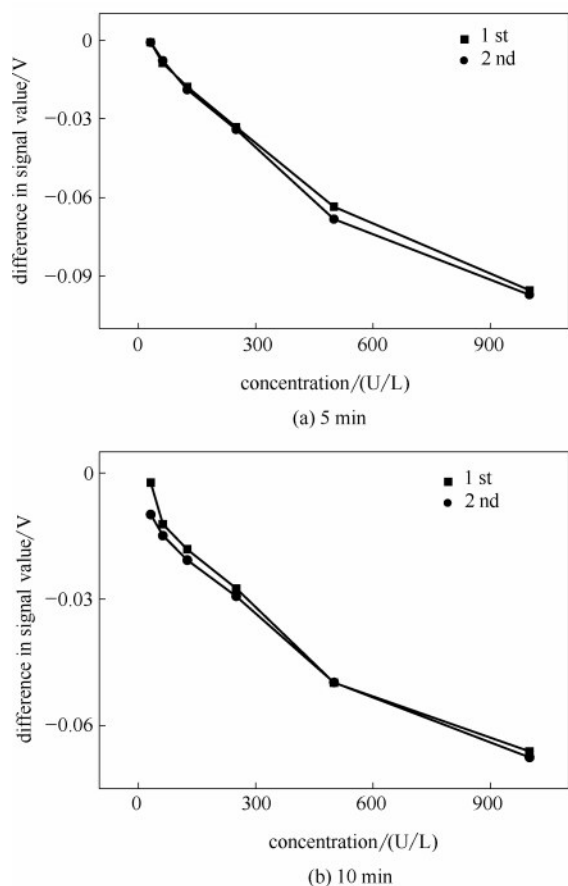 0
−0.03
−0.06
−0.09
difference in signal value/V
1 st
2 nd
0
300
600
900
concentration/(U/L)
(a) 5 min
0
−0.03
−0.06
difference in signal value/V
1 st
2 nd
0
300
600
900
concentration/(U/L)
(b) 10 min